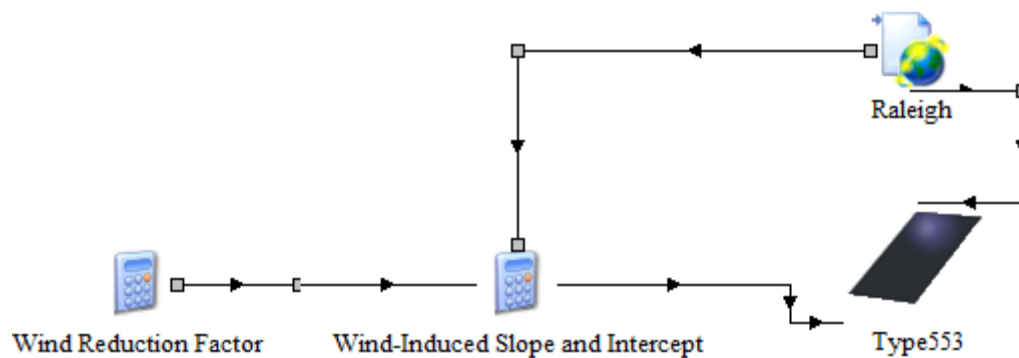 Raleigh
Wind Reduction Factor
Wind-Induced Slope and Intercept
Type553